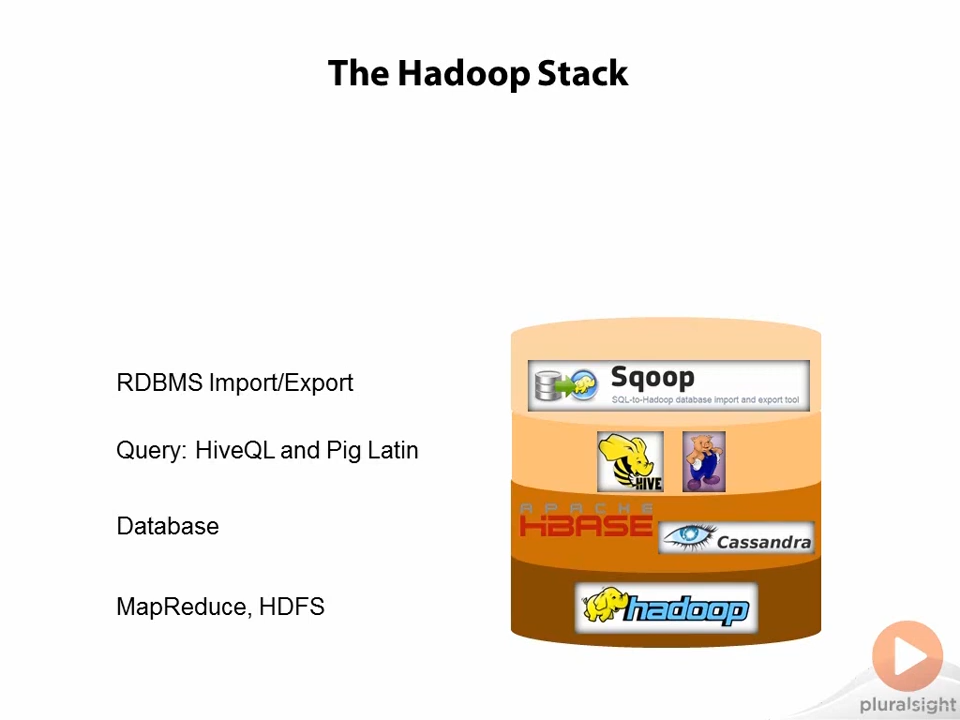 The Hadoop Stack
RDBMS Import/Export
Sqoop
SQL-to-Hadoop database import and export tool
Query: HiveQL and Pig Latin
HIVE
Database
APACHE
HBASE
Cassandra
MapReduce, HDFS
hadoop
pluralsight